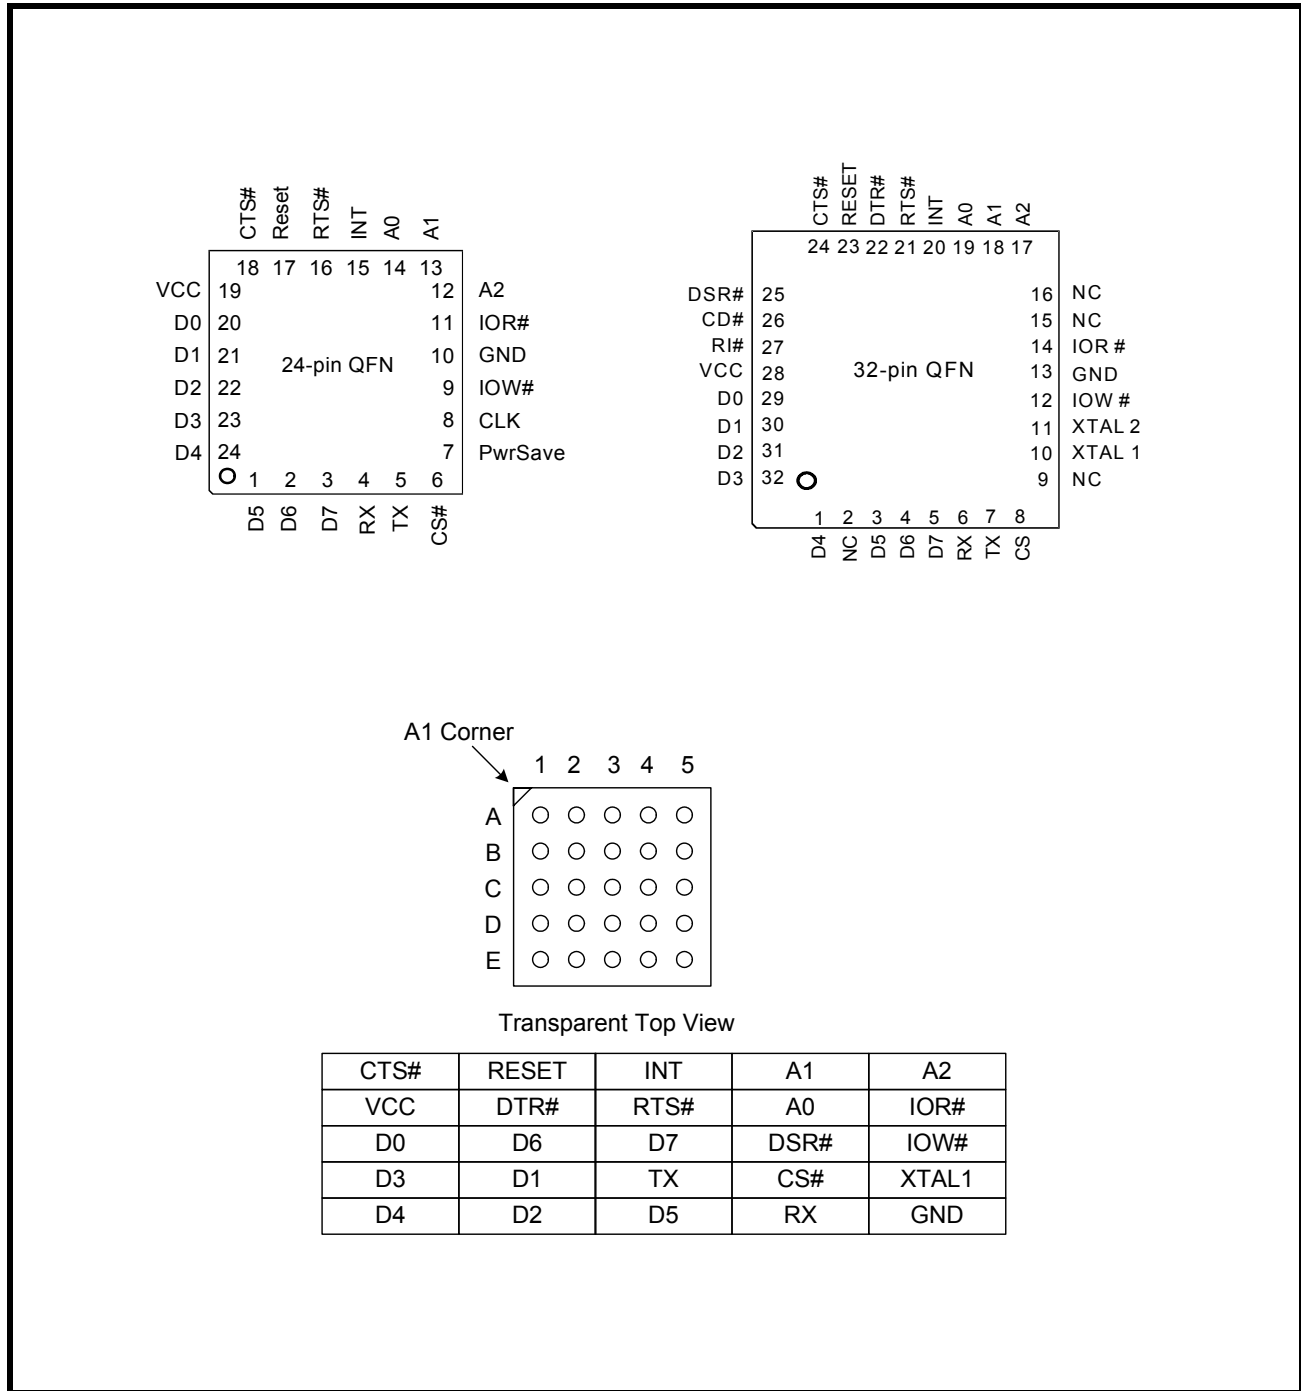 CTS# Reset RTS# INT A0 A1
18 17 16 15 14 13
VCC 19 12 A2
D0 20 11 IOR#
D1 21 10 GND
24-pin QFN
D2 22 9 IOW#
D3 23 8 CLK
D4 24 7 PwrSave
1 2 3 4 5 6
D5 D6 D7 RX TX CS#
CTS# RESET DTR# RTS# INT A0 A1 A2
24 23 22 21 20 19 18 17
DSR# 25 16 NC
CD# 26 15 NC
RI# 27 14 IOR #
VCC 28 13 GND
32-pin QFN
D0 29 12 IOW #
D1 30 11 XTAL 2
D2 31 10 XTAL 1
D3 32 9 NC
1 2 3 4 5 6 7 8
D4 NC D5 D6 D7 RX TX CS
A1 Corner
1 2 3 4 5
A
B
C
D
E
Transparent Top View
CTS# RESET INT A1 A2
VCC DTR# RTS# A0 IOR#
D0 D6 D7 DSR# IOW#
D3 D1 TX CS# XTAL1
D4 D2 D5 RX GND